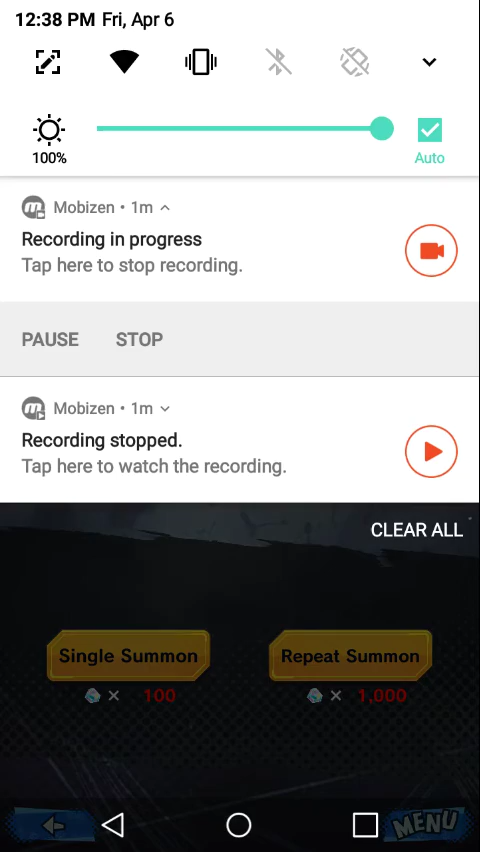 12:38 PM Fri, Apr 6
100%
Auto
Mobizen • 1m
Recording in progress
Tap here to stop recording.
PAUSE STOP
Mobizen • 1m
Recording stopped.
Tap here to watch the recording.
CLEAR ALL
Single Summon Repeat Summon
× 100 × 1,000
MENU